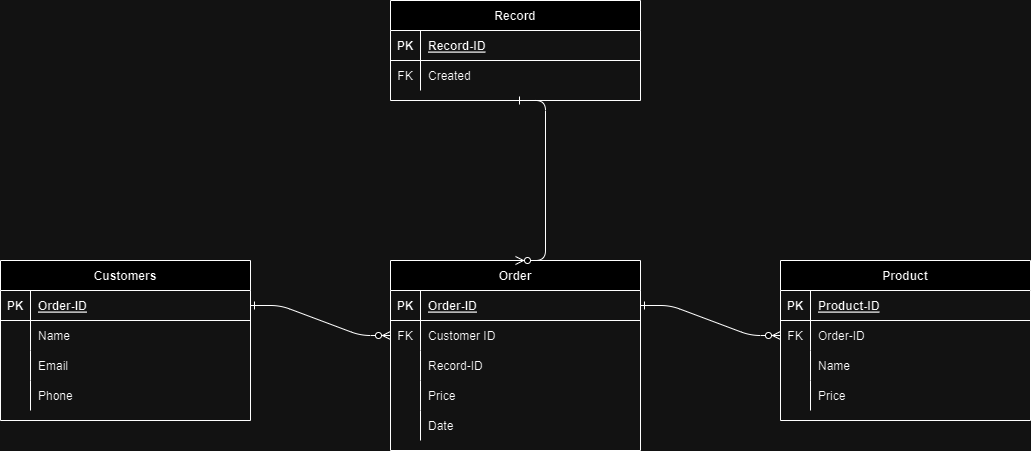 Record
PK Record-ID
FK Created
Customers
PK Order-ID
Name
Email
Phone
Order
PK Order-ID
FK Customer ID
Record-ID
Price
Date
Product
PK Product-ID
FK Order-ID
Name
Price